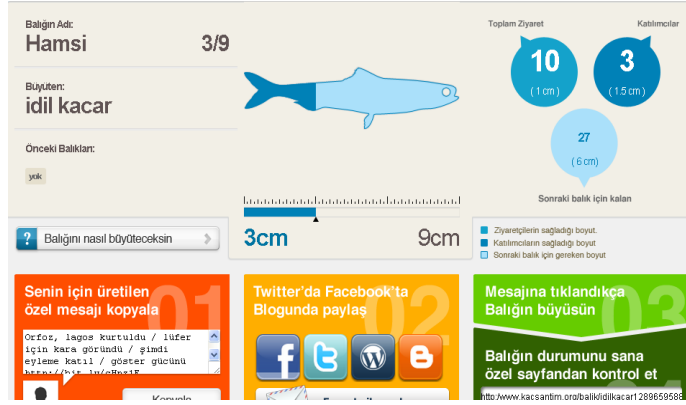 Balığın Adı:
Hamsi 3/9
Büyüten:
idil kacar
Önceki Balıkları:
yok
? Balığını nasıl büyüteceksin
3cm 9cm
Toplam Ziyaret Katılımcılar
10 3
( 1 cm ) ( 1.5 cm )
27
( 6 cm)
Sonraki balık için kalan
Ziyaretçilerin sağladığı boyut.
Katılımcıların sağladığı boyut
Sonraki balık için gereken boyut
01
Senin için üretilen
özel mesajı kopyala
Orfoz, lagos kurtuldu / lüfer
için kara göründü / şimdi
eyleme katıl / göster gücünü
Kopyala
02
Twitter'da Facebook'ta
Blogunda paylaş
03
Mesajına tıklandıkça
Balığın büyüsün
Balığın durumunu sana
özel sayfandan kontrol et
http:/www.kacsantim.org/balik/idilkacar1289659588